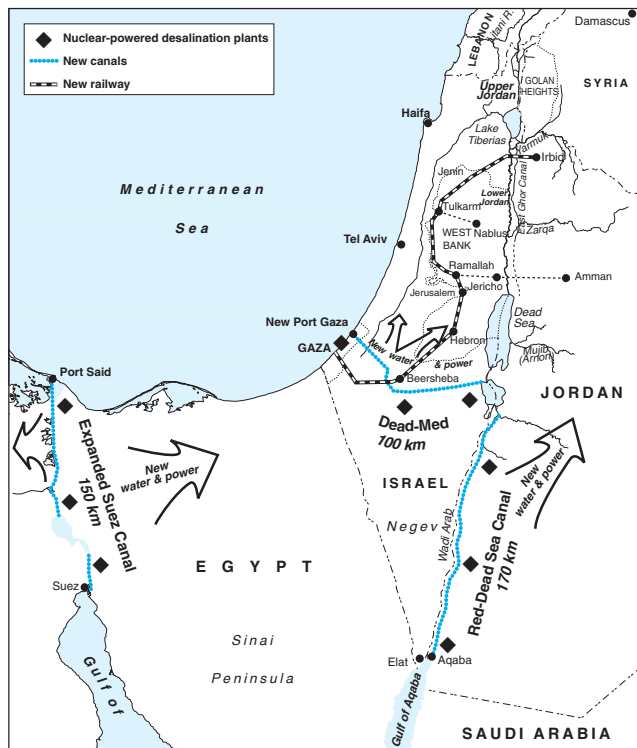 Nuclear-powered desalination plants
New canals
New railway
Damascus
LEBANON
Litani R.
SYRIA
GOLAN
HEIGHTS
Upper
Jordan
Haifa
Lake
Tiberias
Yarmuk
Irbid
Jenin
Mediterranean
Sea
Lower
Jordan
East Ghor Canal
Tulkarm
WEST
BANK
Nablus
Zarqa
Tel Aviv
Ramallah
Amman
Jericho
Jerusalem
Dead
Sea
New Port Gaza
GAZA
Hebron
New water
& power
Mujib
(Arnon)
Port Said
Beersheba
JORDAN
Dead-Med
100 km
Expanded Suez Canal
150 km
New
water & power
ISRAEL
New
water & power
Negev
Wadi Arab
Red-Dead Sea Canal
170 km
EGYPT
Suez
Sinai
Peninsula
Elat
Aqaba
Gulf of
Gulf of Aqaba
SAUDI ARABIA